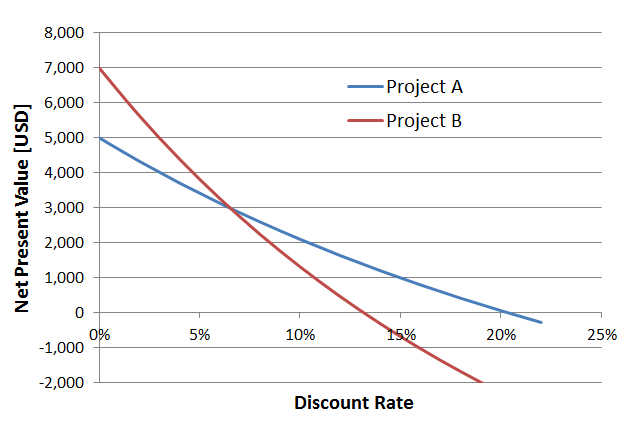 8,000
7,000
6,000
5,000
4,000
3,000
2,000
1,000
0
-1,000
-2,000
Net Present Value [USD]
Project A
Project B
0% 5% 10% 15% 20% 25%
Discount Rate